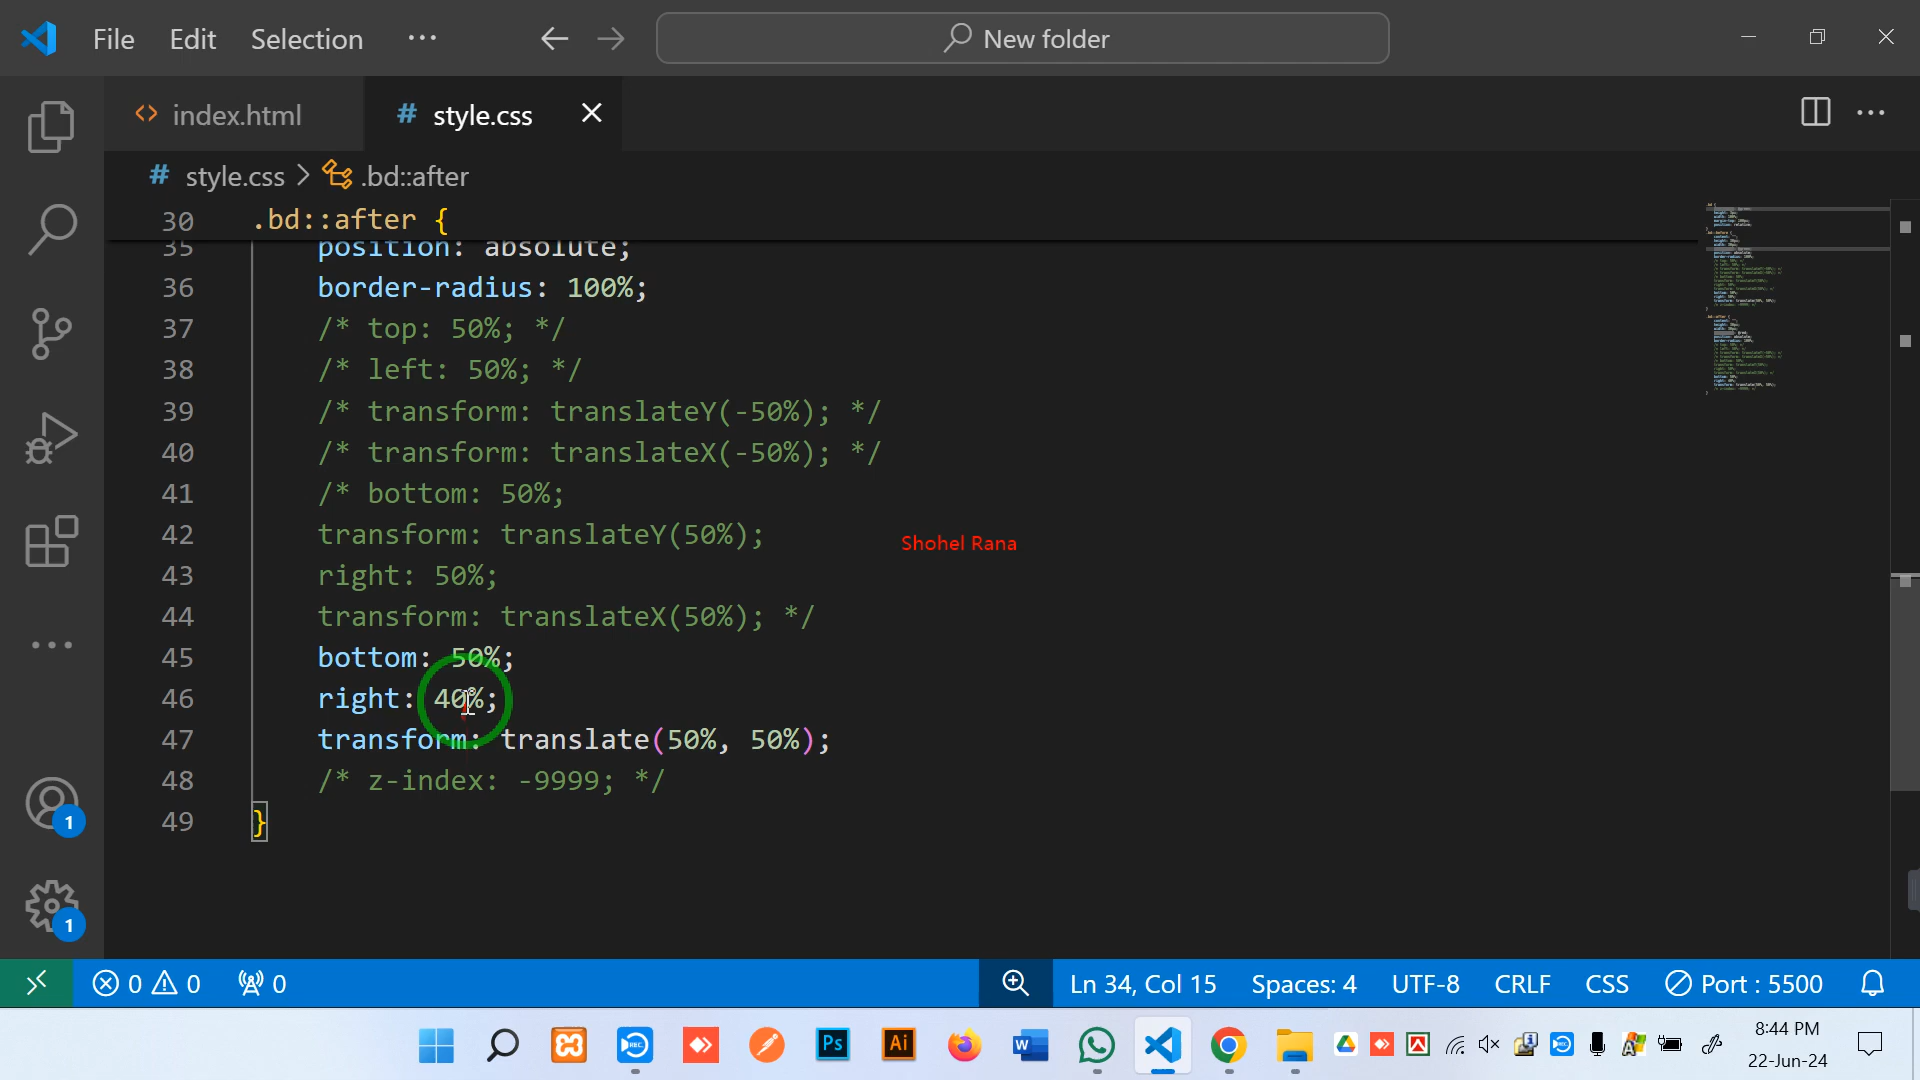 File Edit Selection ···
New folder
index.html
# style.css
# style.css > .bd::after
30 .bd::after {
35 position: absolute;
36 border-radius: 100%;
37 /* top: 50%; */
38 /* left: 50%; */
39 /* transform: translateY(-50%); */
40 /* transform: translateX(-50%); */
41 /* bottom: 50%;
42 transform: translateY(50%);
Shohel Rana
43 right: 50%;
44 transform: translateX(50%); */
45 bottom: 50%;
46 right: 40%;
47 transform: translate(50%, 50%);
48 /* z-index: -9999; */
49 }
1
1
0 0 0
Ln 34, Col 15 Spaces: 4 UTF-8 CRLF CSS Port : 5500
8:44 PM
22-Jun-24